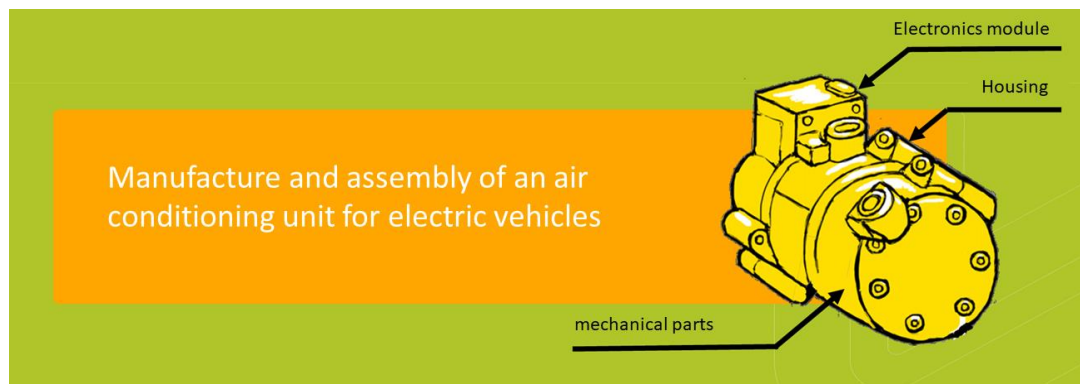 Electronics module
Housing
Manufacture and assembly of an air
conditioning unit for electric vehicles
mechanical parts